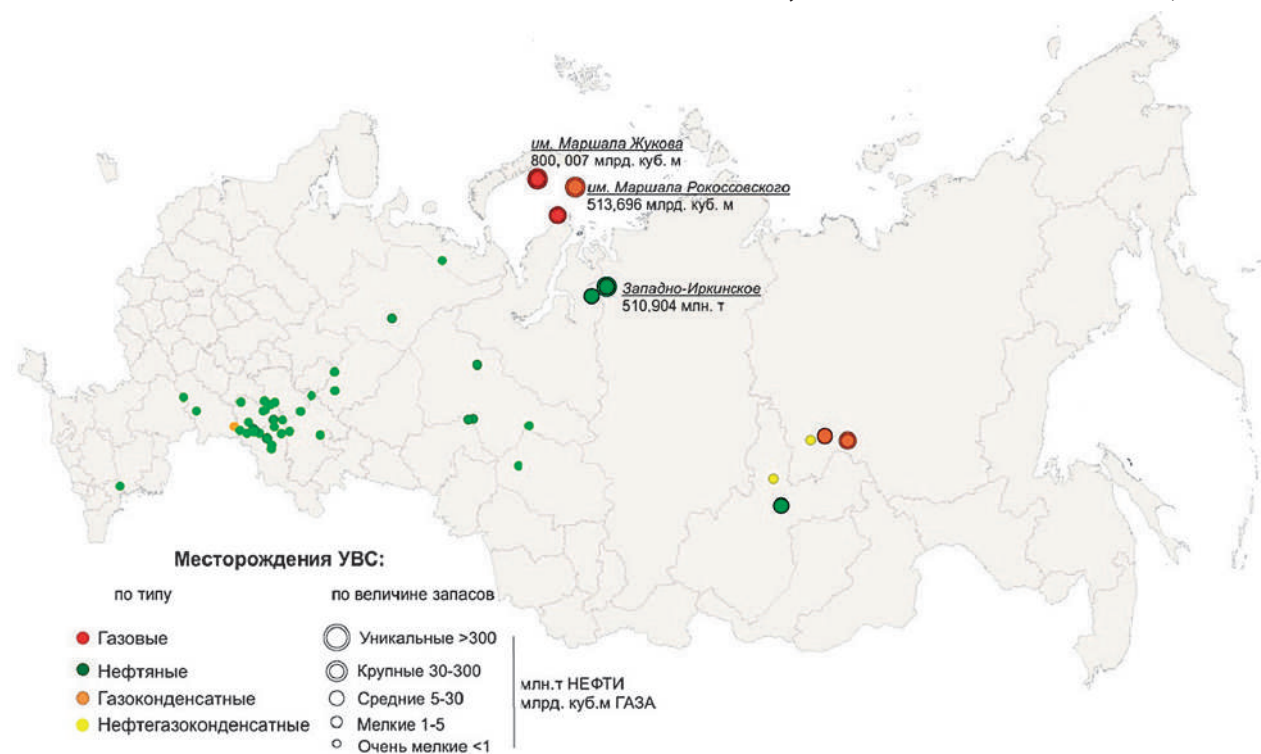 им. Маршала Жукова
800, 007 млрд. куб. м
им. Маршала Рокоссовского
513,696 млрд. куб. м
Западно-Иркинское
510,904 млн. т
Месторождения УВС:
по типу
по величине запасов
Газовые
Нефтяные
Газоконденсатные
Нефтегазоконденсатные
Уникальные >300
Крупные 30-300
Средние 5-30
Мелкие 1-5
Очень мелкие <1
млн.т НЕФТИ
млрд. куб.м ГАЗА